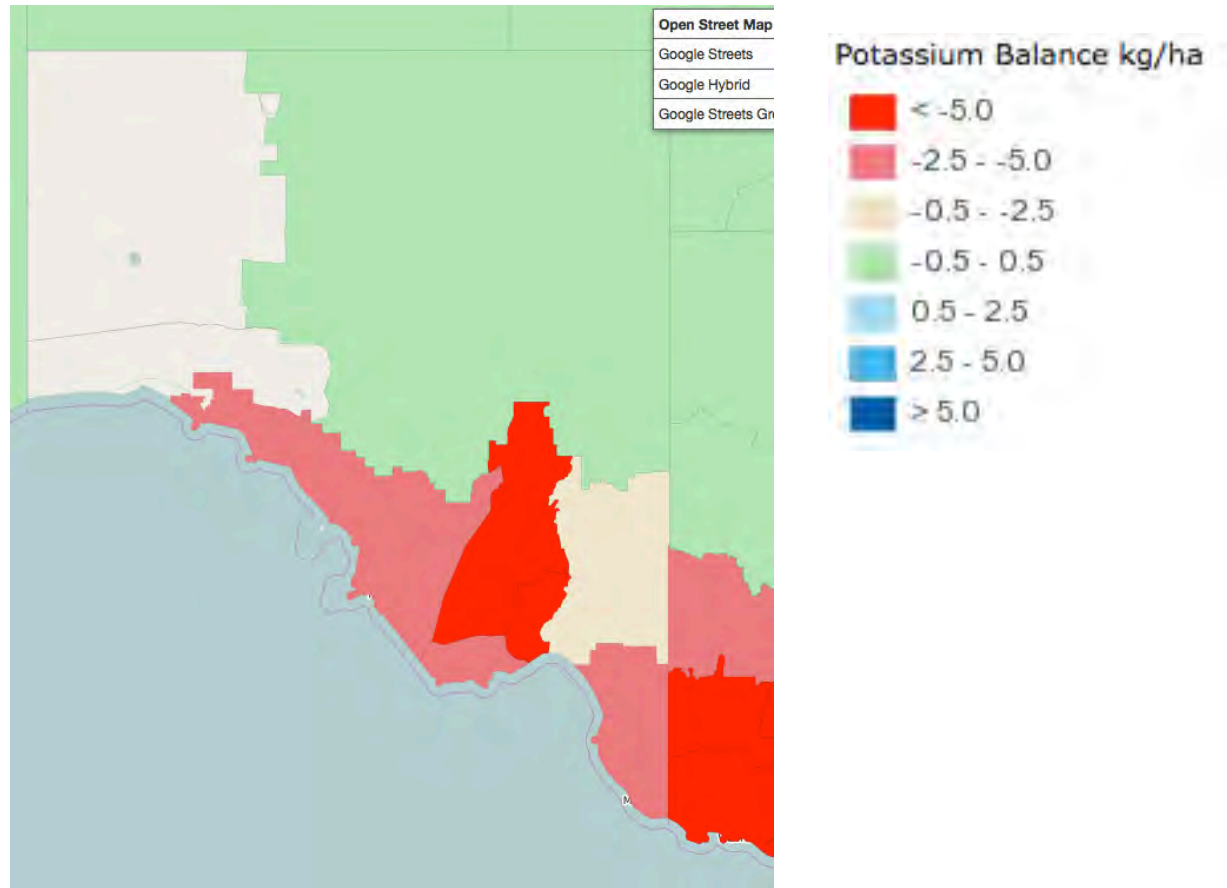 Open Street Map
Google Streets
Google Hybrid
Google Streets Gre
M
Potassium Balance kg/ha
< -5.0
-2.5 - -5.0
-0.5 - -2.5
-0.5 - 0.5
0.5 - 2.5
2.5 - 5.0
> 5.0